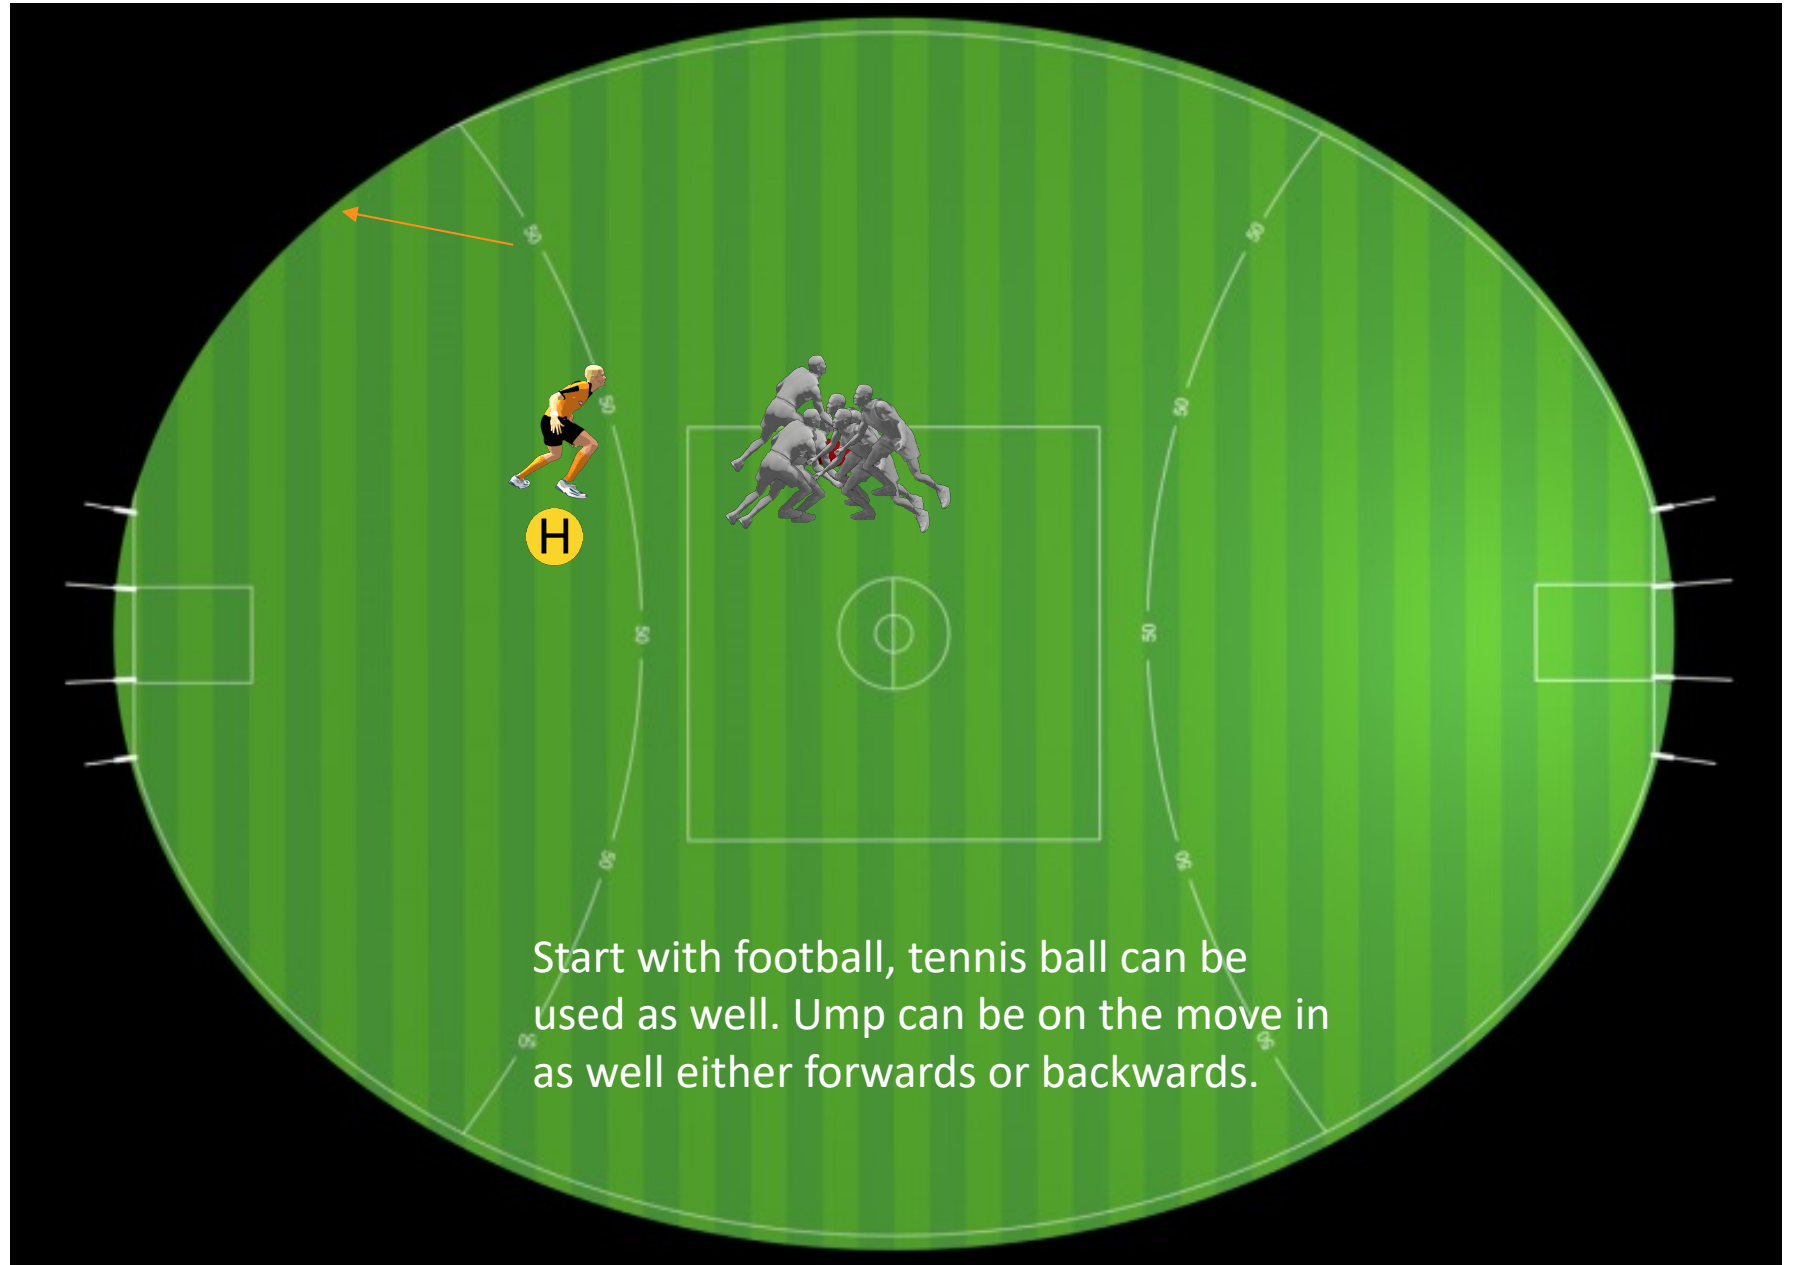 50
50
50
50
H
50
50
50
50
Start with football, tennis ball can be
used as well. Ump can be on the move in
as well either forwards or backwards.
50
50